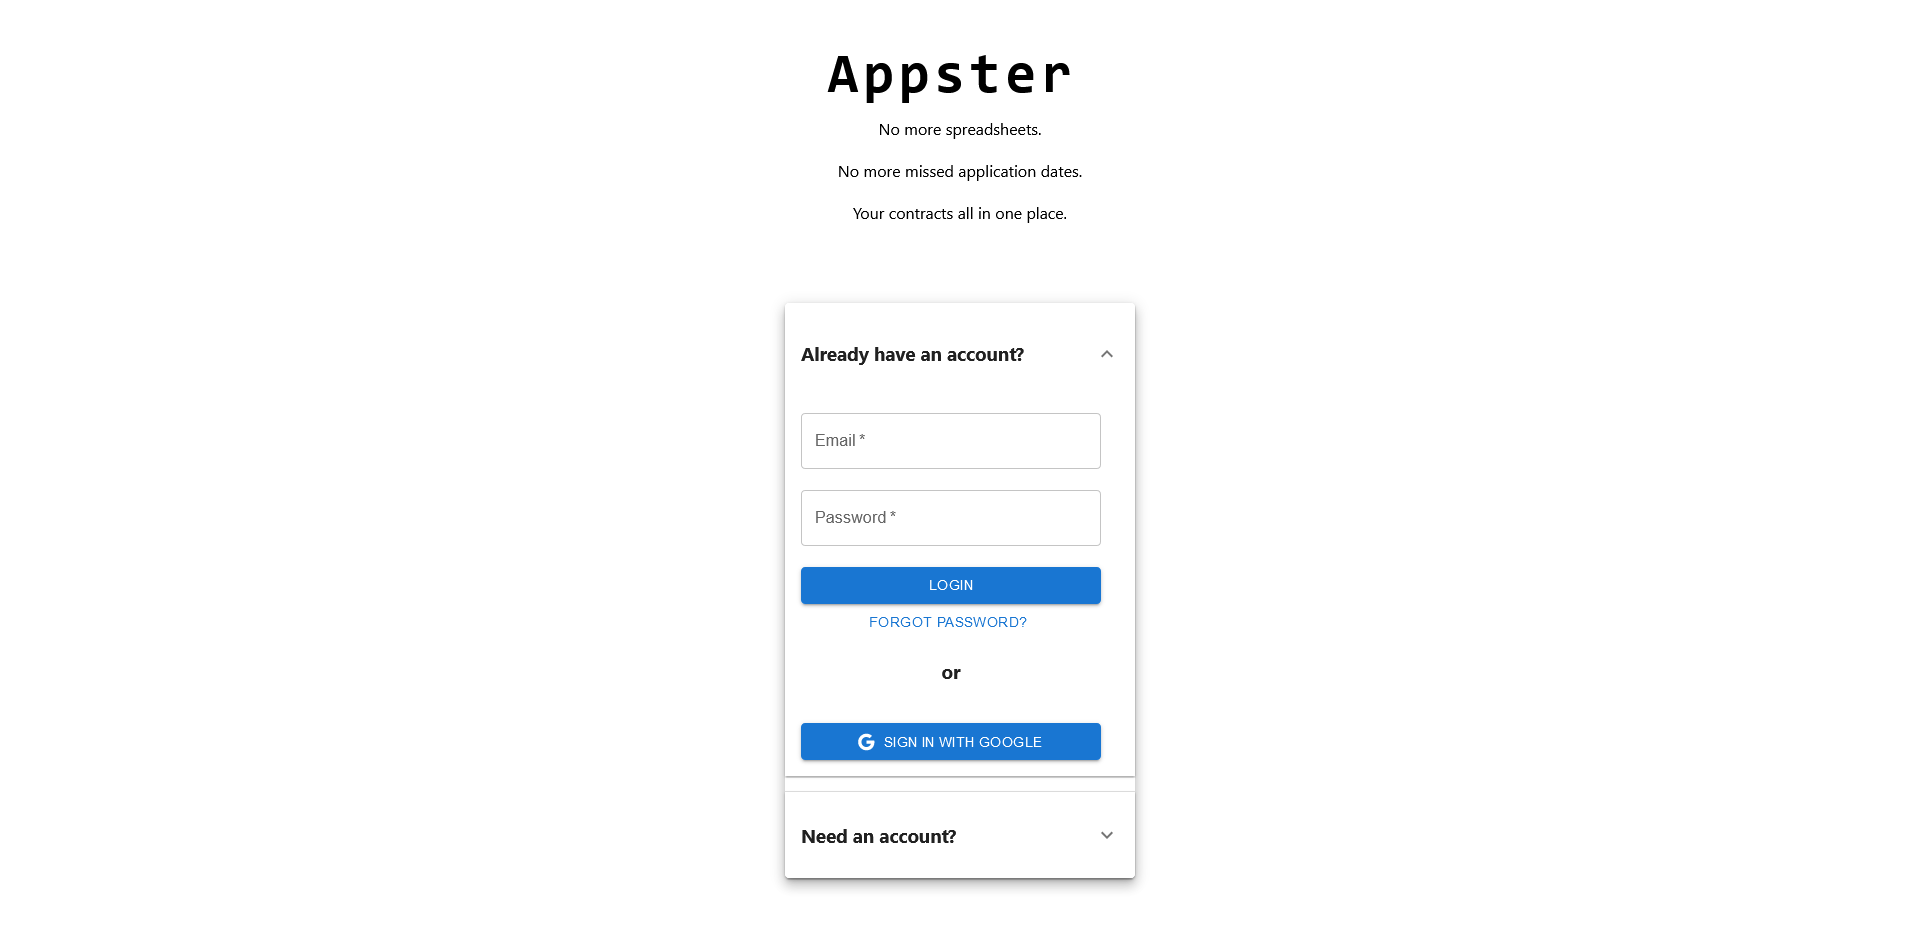 Appster
No more spreadsheets.
No more missed application dates.
Your contracts all in one place.
Already have an account?
Email *
Password *
LOGIN
FORGOT PASSWORD?
or
SIGN IN WITH GOOGLE
Need an account?